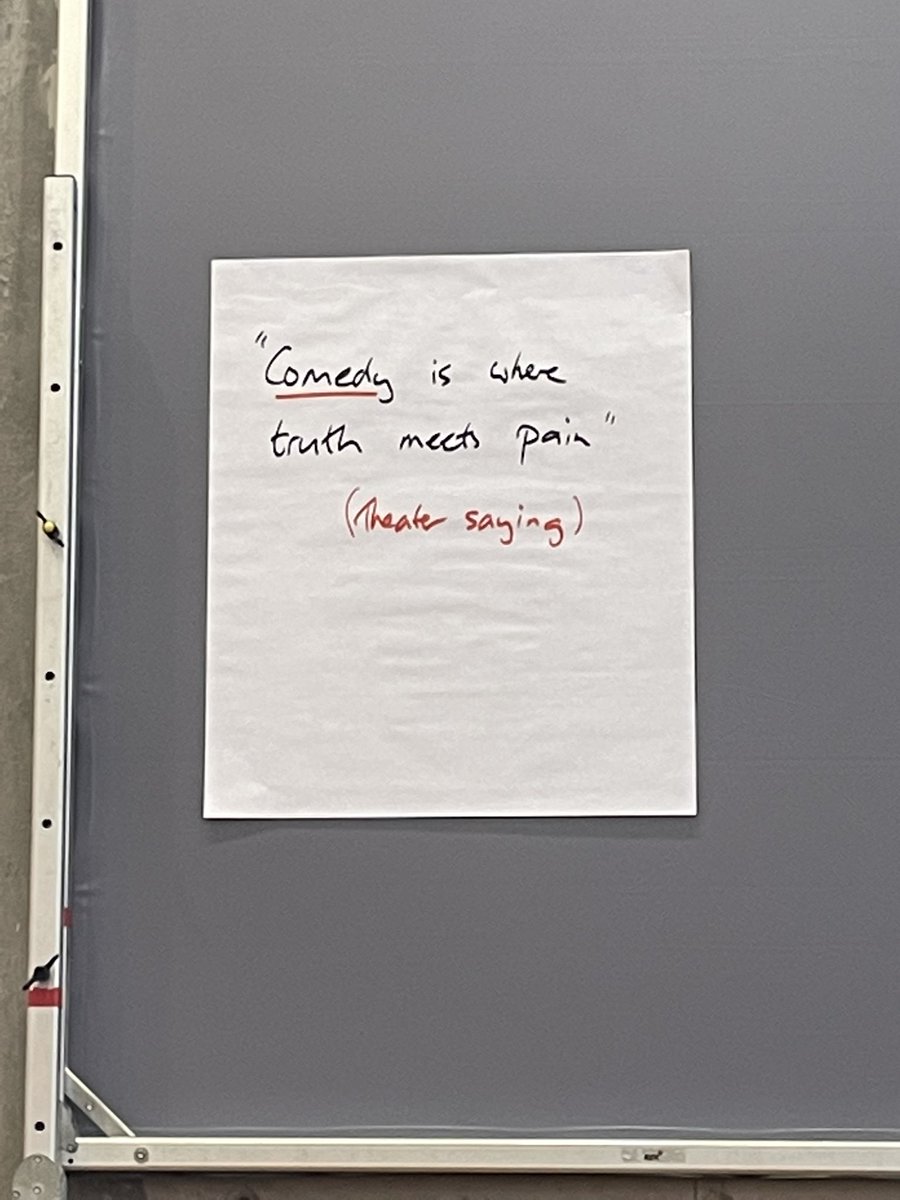 "Comedy is where
truth meets pain"
(Theater saying)